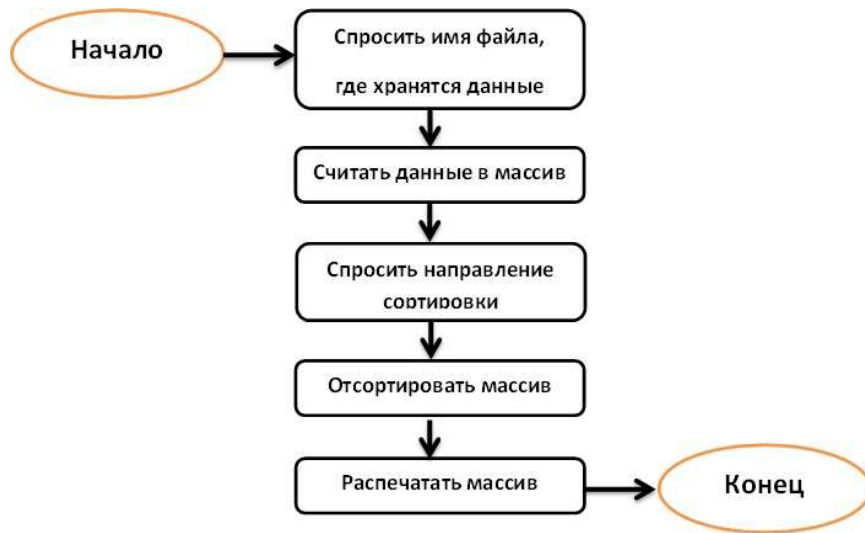 Начало
Спросить имя файла,
где хранятся данные
Считать данные в массив
Спросить направление
сортировки
Отсортировать массив
Распечатать массив
Конец